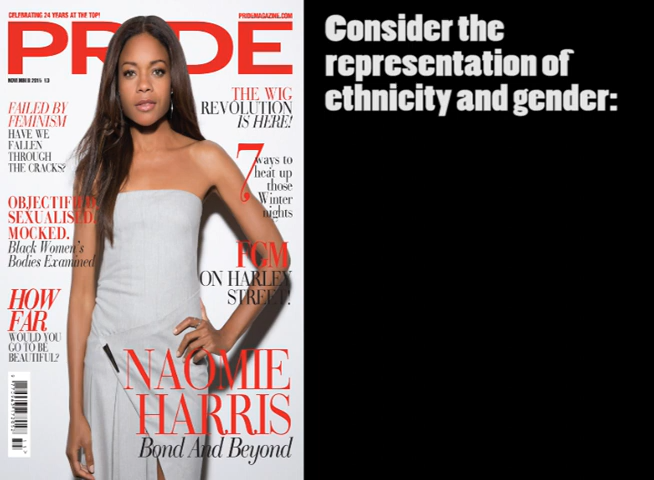 CELEBRATING 24 YEARS AT THE TOP!
PRIDEMAGAZINE.COM
PRIDE
NOVEMBER 2015 £3
FAILED BY
FEMINISM
HAVE WE
FALLEN
THROUGH
THE CRACKS?
OBJECTIFIED.
SEXUALISED.
MOCKED.
Black Women's
Bodies Examined
HOW
FAR
WOULD YOU
GO TO BE
BEAUTIFUL?
THE WIG
REVOLUTION
IS HERE!
7 ways to
heat up
those
Winter
nights
FGM
ON HARLEY
STREET!
NAOMIE
HARRIS
Bond And Beyond
Consider the
representation of
ethnicity and gender: